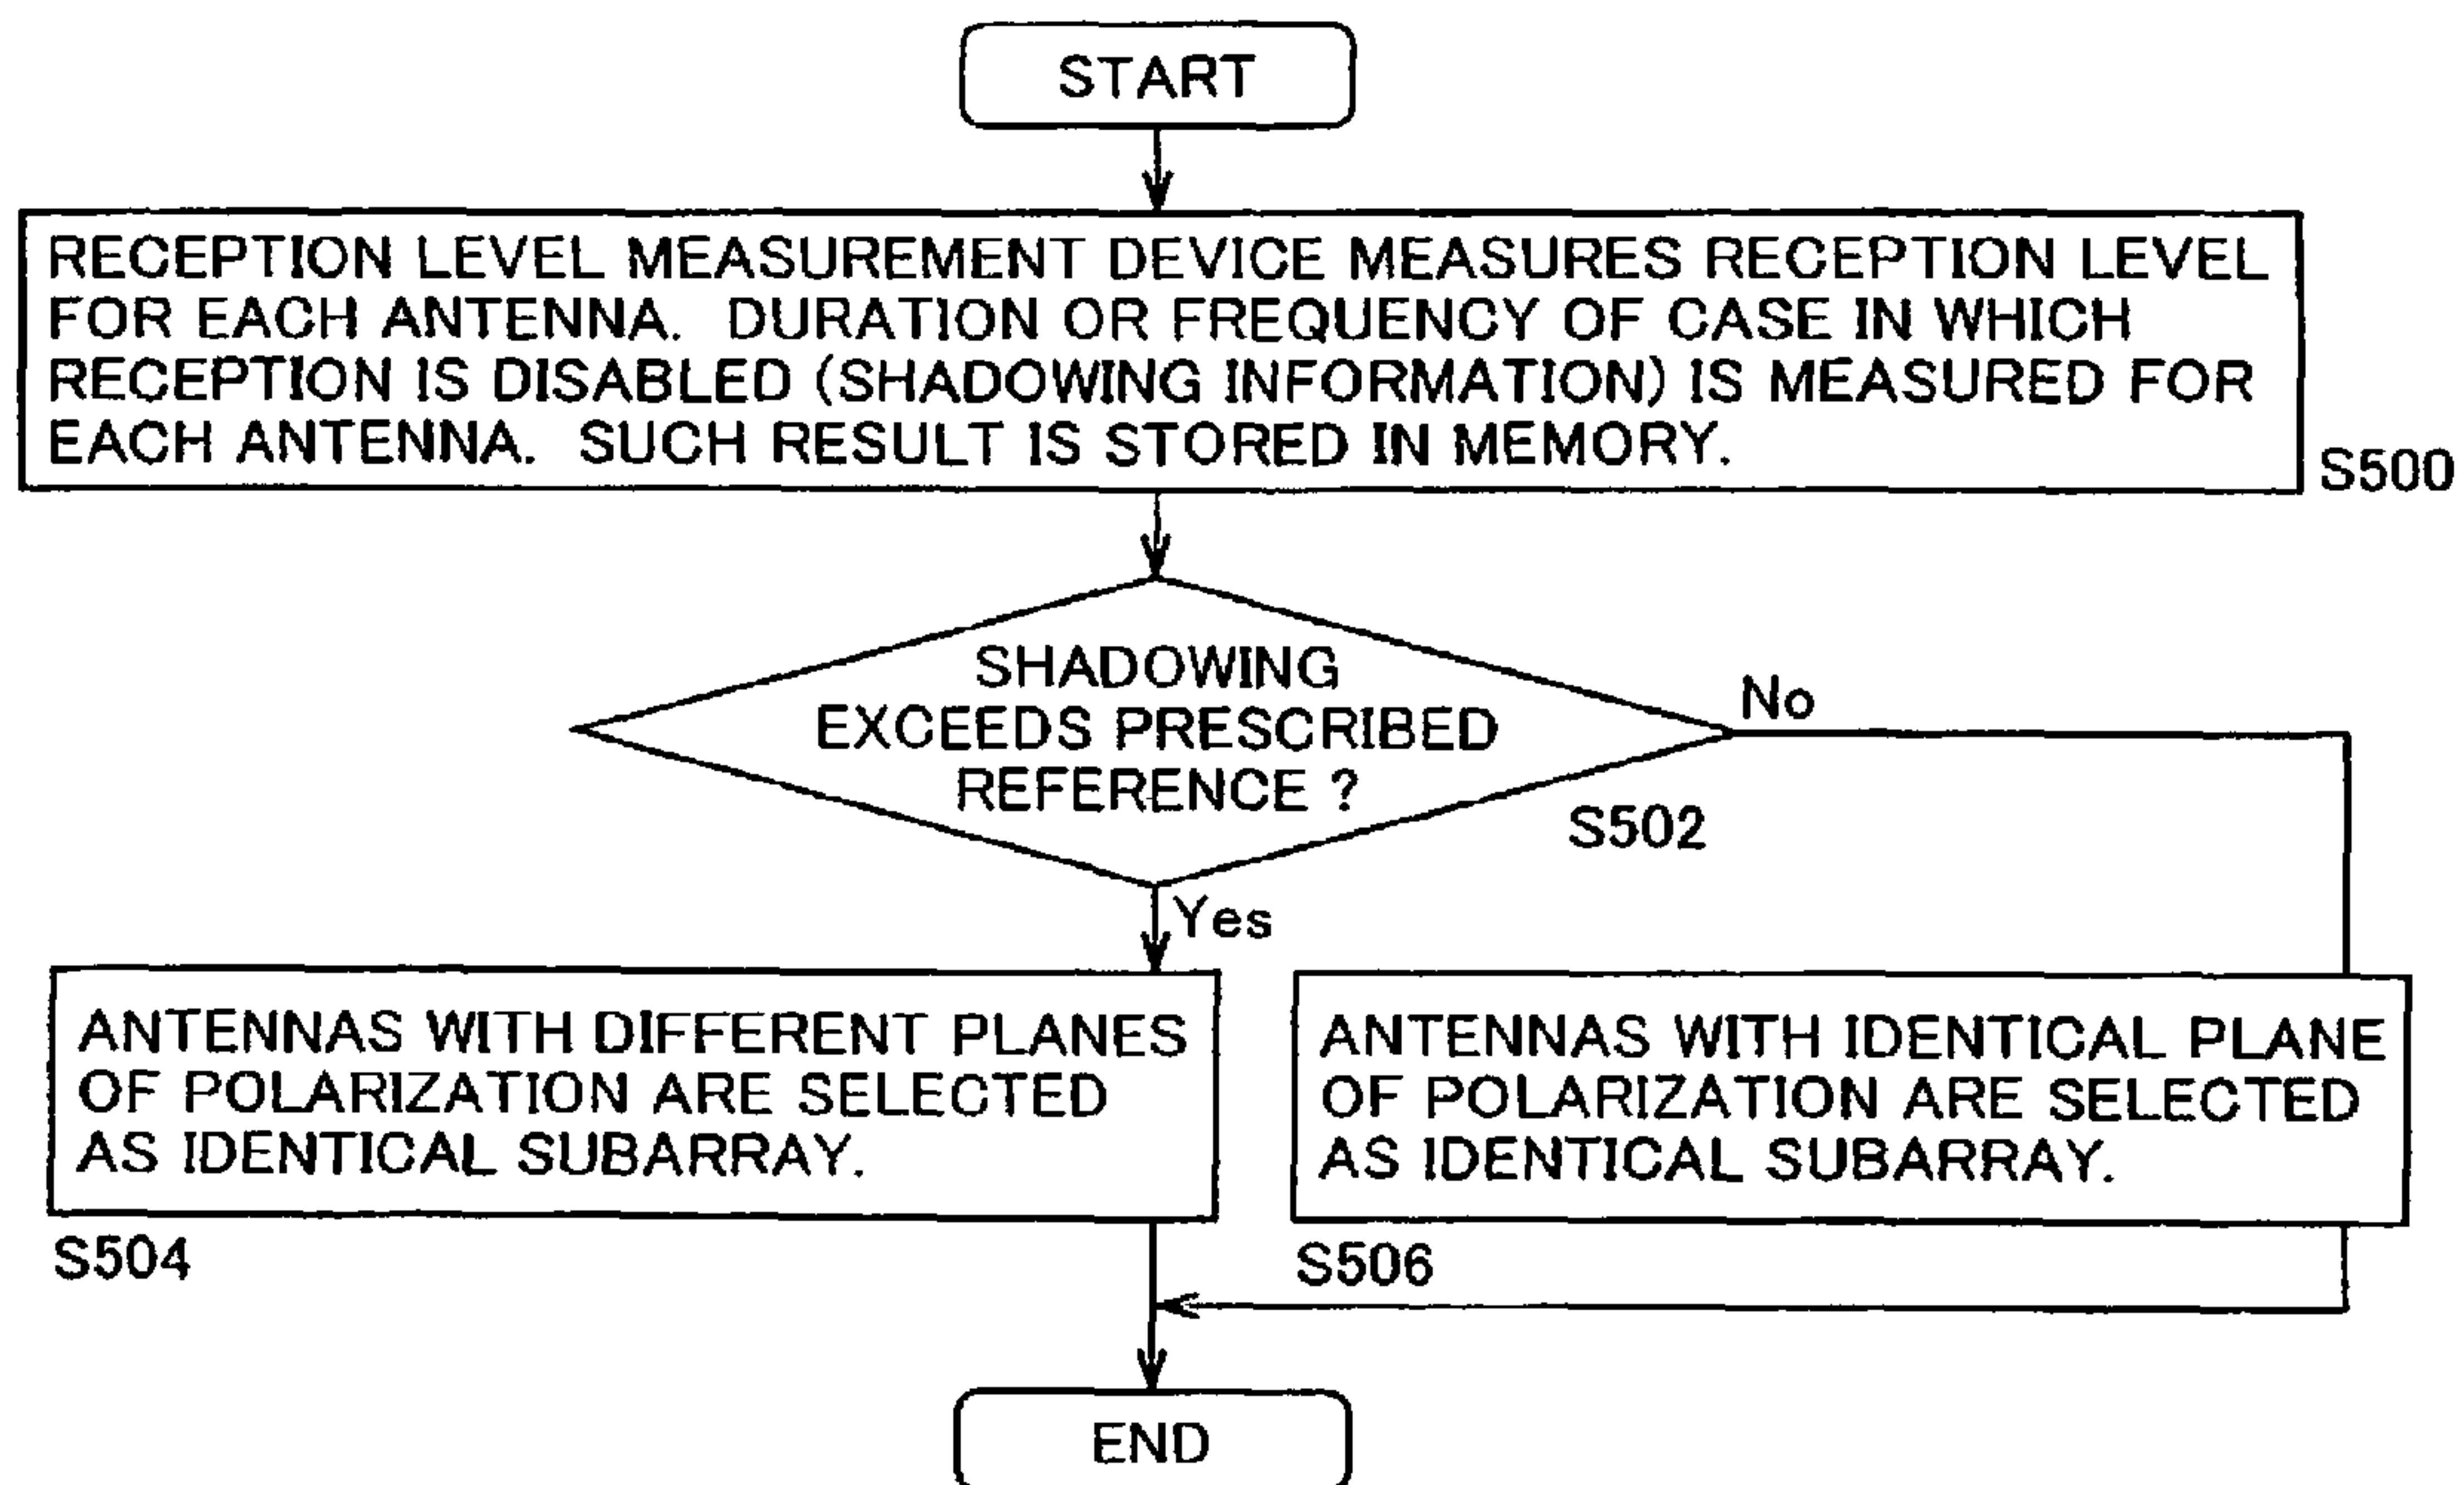 START
RECEPTION LEVEL MEASUREMENT DEVICE MEASURES RECEPTION LEVEL
FOR EACH ANTENNA. DURATION OR FREQUENCY OF CASE IN WHICH
RECEPTION IS DISABLED (SHADOWING INFORMATION) IS MEASURED FOR
EACH ANTENNA. SUCH RESULT IS STORED IN MEMORY.
S500
SHADOWING
EXCEEDS PRESCRIBED
REFERENCE ?
No
S502
Yes
ANTENNAS WITH DIFFERENT PLANES
OF POLARIZATION ARE SELECTED
AS IDENTICAL SUBARRAY.
S504
ANTENNAS WITH IDENTICAL PLANE
OF POLARIZATION ARE SELECTED
AS IDENTICAL SUBARRAY.
S506
END